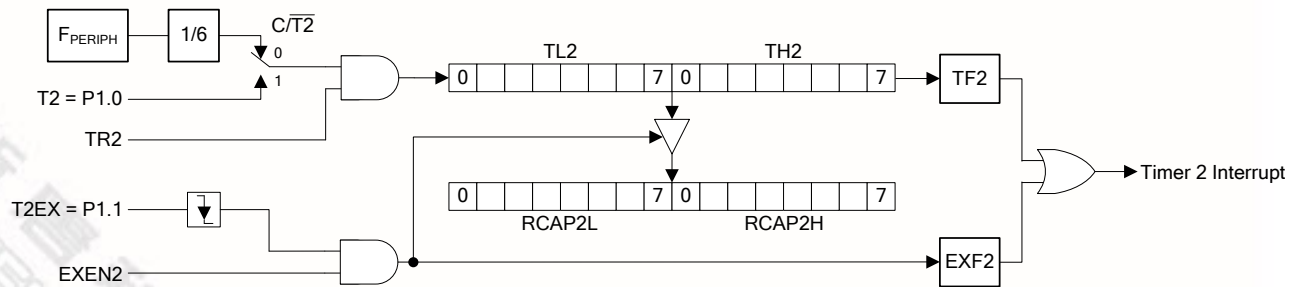 C/T2
FPERIPH
1/6
0
1
T2 = P1.0
TR2
TL2
TH2
0 7 0 7
TF2
T2EX = P1.1
EXEN2
0 7 0 7
RCAP2L
RCAP2H
EXF2
Timer 2 Interrupt